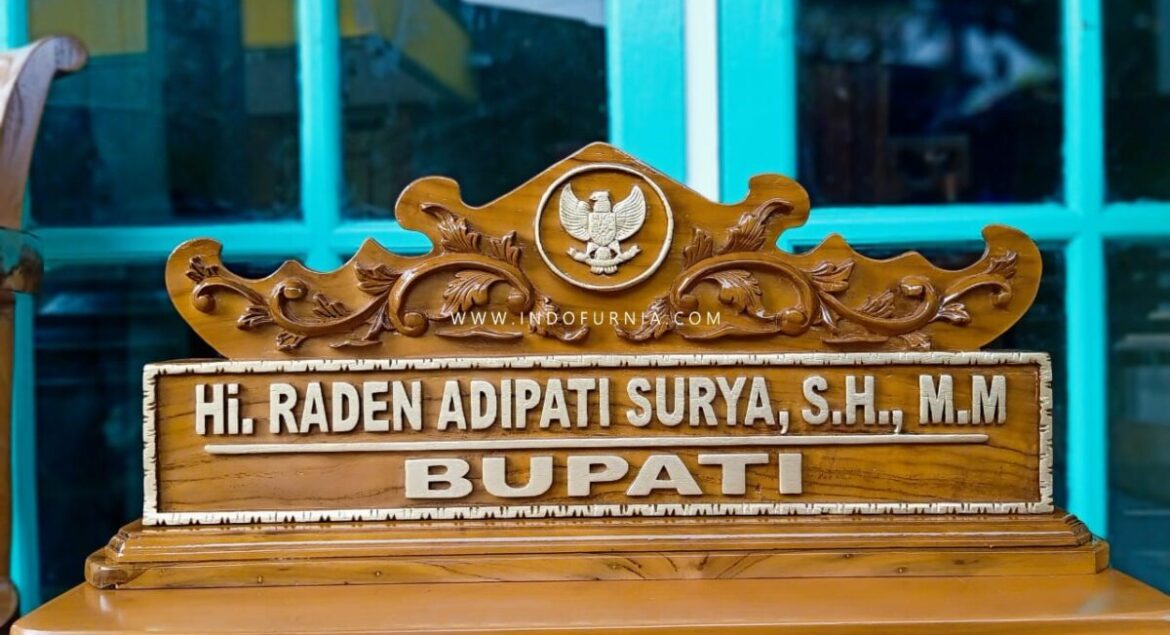 WWW.INDOFURNIA.COM
Hi. RADEN ADIPATI SURYA, S.H., M.M
BUPATI